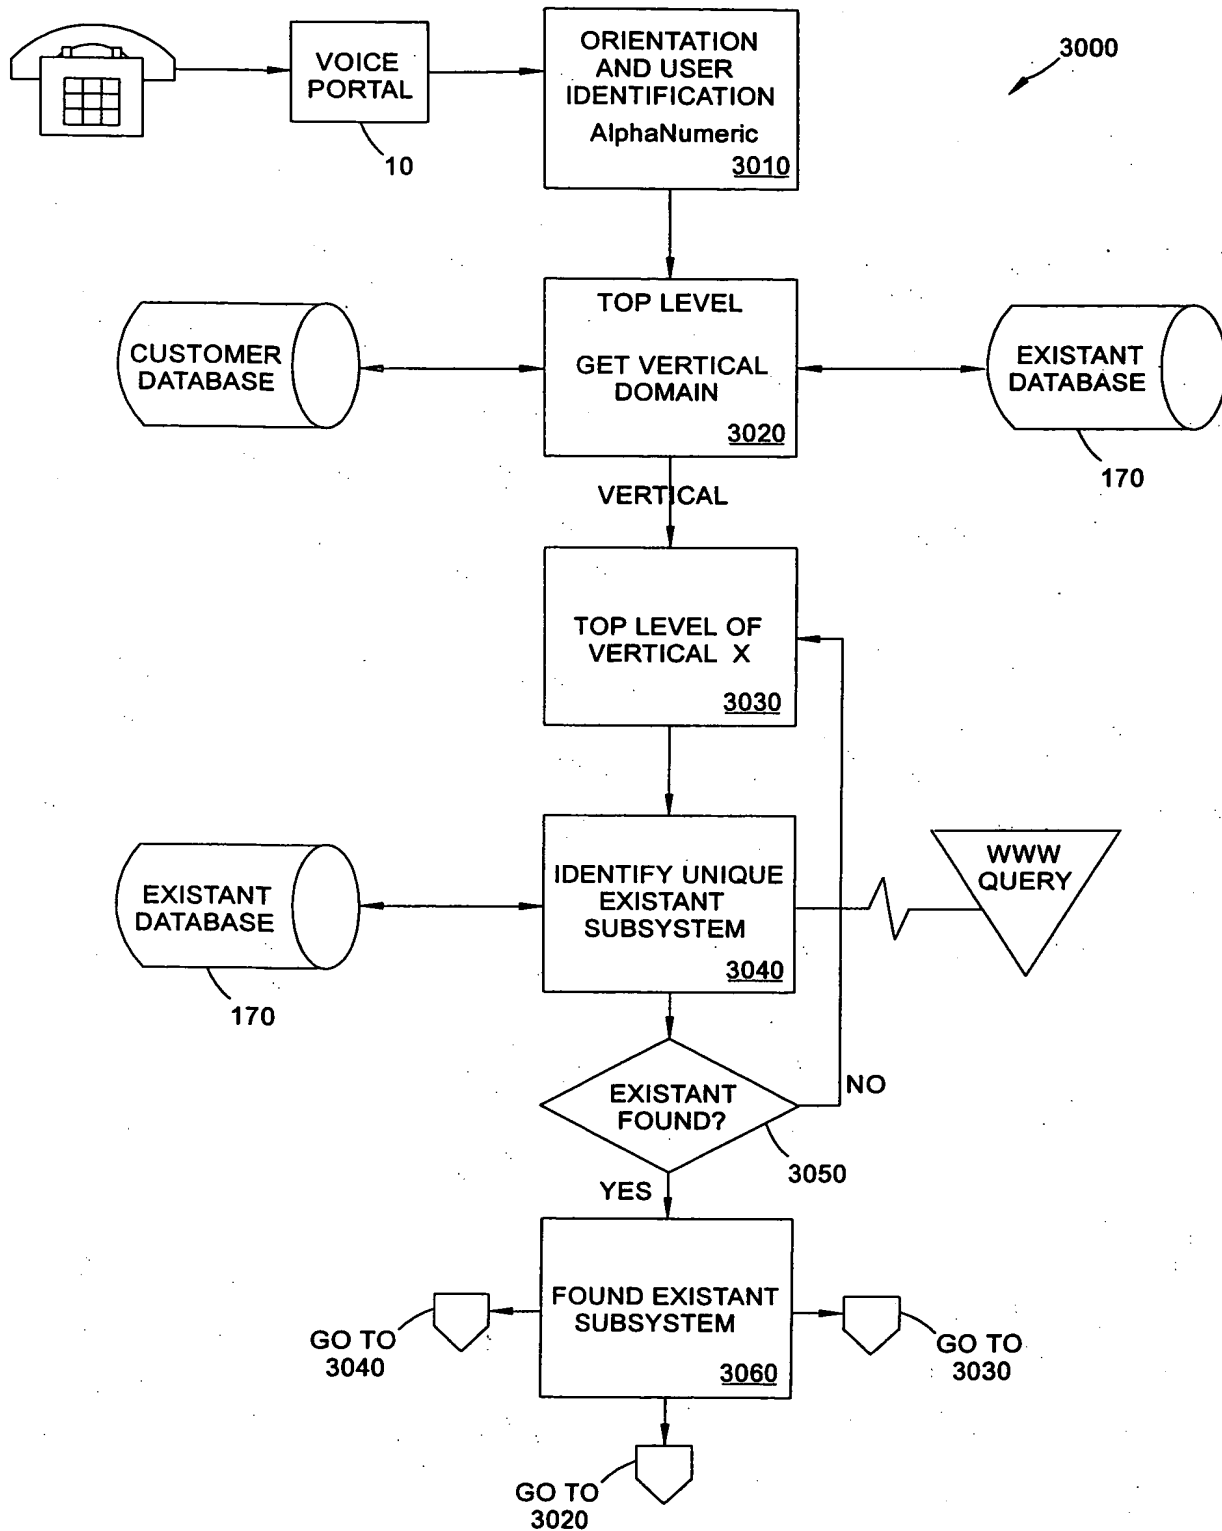 VOICE
PORTAL
10
ORIENTATION
AND USER
IDENTIFICATION
AlphaNumeric
3010
3000
CUSTOMER
DATABASE
TOP LEVEL
GET VERTICAL
DOMAIN
3020
EXISTANT
DATABASE
170
VERTICAL
TOP LEVEL OF
VERTICAL X
3030
EXISTANT
DATABASE
170
IDENTIFY UNIQUE
EXISTANT
SUBSYSTEM
3040
WWW
QUERY
EXISTANT
FOUND?
NO
3050
YES
FOUND EXISTANT
SUBSYSTEM
3060
GO TO
3040
GO TO
3030
GO TO
3020